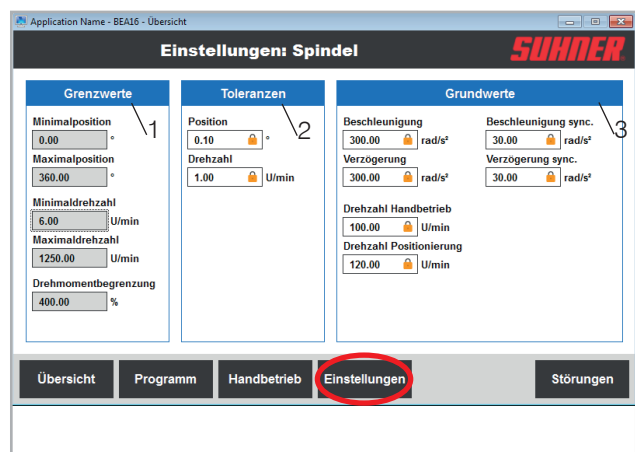 Application Name - BEA16 - Übersicht
Einstellungen: Spindel
SUHNER
Grenzwerte
1
Minimalposition
0.00 °
Maximalposition
360.00 °
Minimaldrehzahl
6.00 U/min
Maximaldrehzahl
1250.00 U/min
Drehmomentbegrenzung
400.00 %
Toleranzen
2
Position
0.10 °
Drehzahl
1.00 U/min
Grundwerte
3
Beschleunigung
300.00 rad/s²
Verzögerung
300.00 rad/s²
Beschleunigung sync.
30.00 rad/s²
Verzögerung sync.
30.00 rad/s²
Drehzahl Handbetrieb
100.00 U/min
Drehzahl Positionierung
120.00 U/min
Übersicht
Programm
Handbetrieb
Einstellungen
Störungen